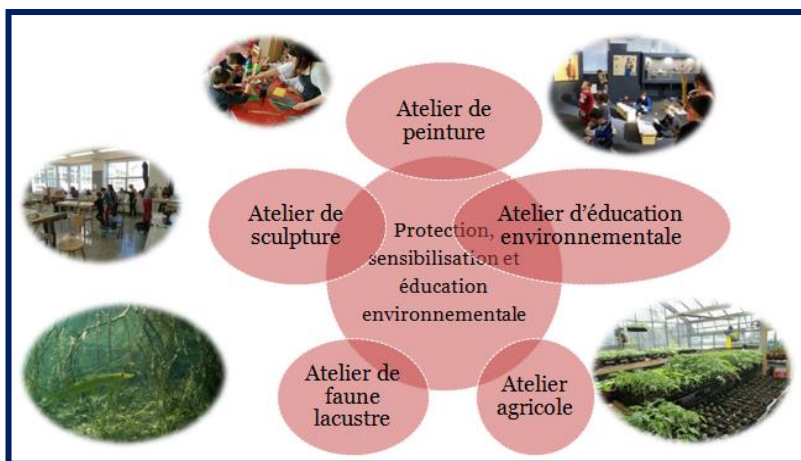 Atelier de
peinture
Atelier de
sculpture
Atelier d’éducation
environnementale
Protection,
sensibilisation et
éducation
environnementale
Atelier de
faune
lacustre
Atelier
agricole